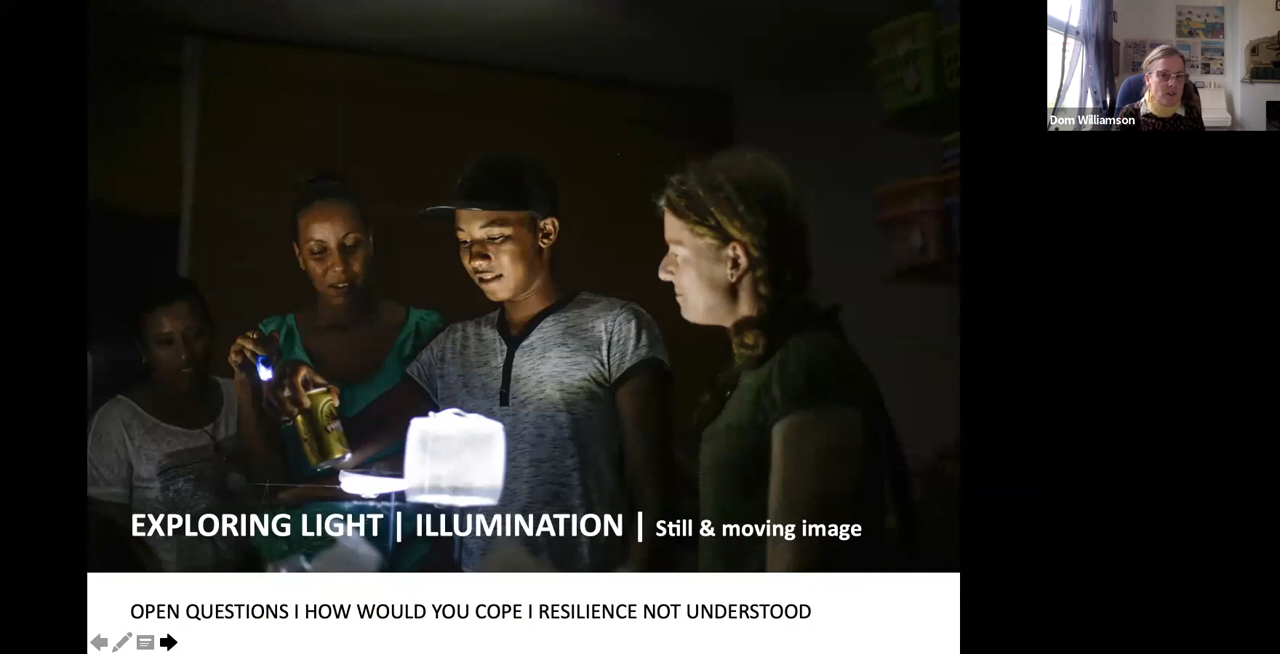 Dom Williamson
EXPLORING LIGHT | ILLUMINATION | Still & moving image
OPEN QUESTIONS I HOW WOULD YOU COPE I RESILIENCE NOT UNDERSTOOD